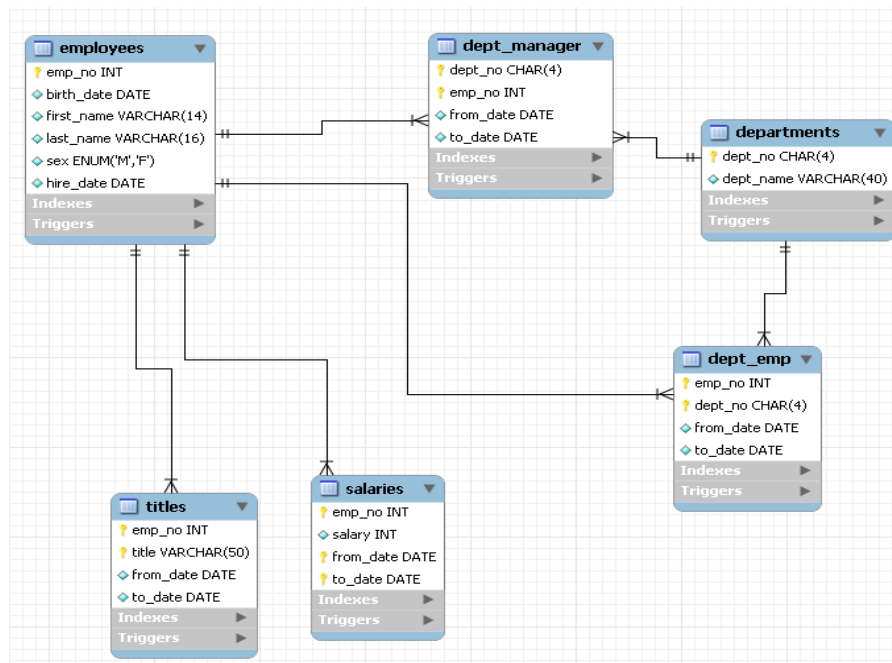 employees
emp_no INT
birth_date DATE
first_name VARCHAR(14)
last_name VARCHAR(16)
sex ENUM('M','F')
hire_date DATE
Indexes
Triggers
dept_manager
dept_no CHAR(4)
emp_no INT
from_date DATE
to_date DATE
Indexes
Triggers
departments
dept_no CHAR(4)
dept_name VARCHAR(40)
Indexes
Triggers
dept_emp
emp_no INT
dept_no CHAR(4)
from_date DATE
to_date DATE
Indexes
Triggers
titles
emp_no INT
title VARCHAR(50)
from_date DATE
to_date DATE
Indexes
Triggers
salaries
emp_no INT
salary INT
from_date DATE
to_date DATE
Indexes
Triggers